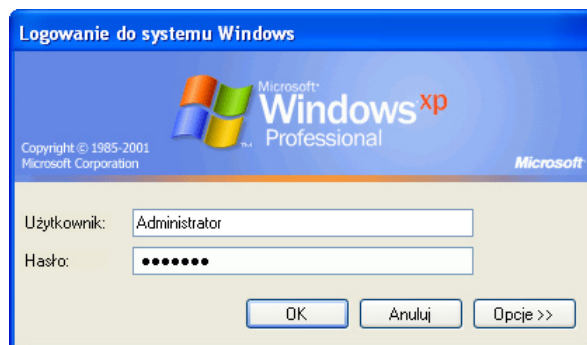 Logowanie do systemu Windows
Microsoft®
Windows xp
Professional
Copyright © 1985-2001
Microsoft Corporation
Microsoft
Użytkownik:
Administrator
Hasło:
●●●●●●●
OK
Anuluj
Opcje >>